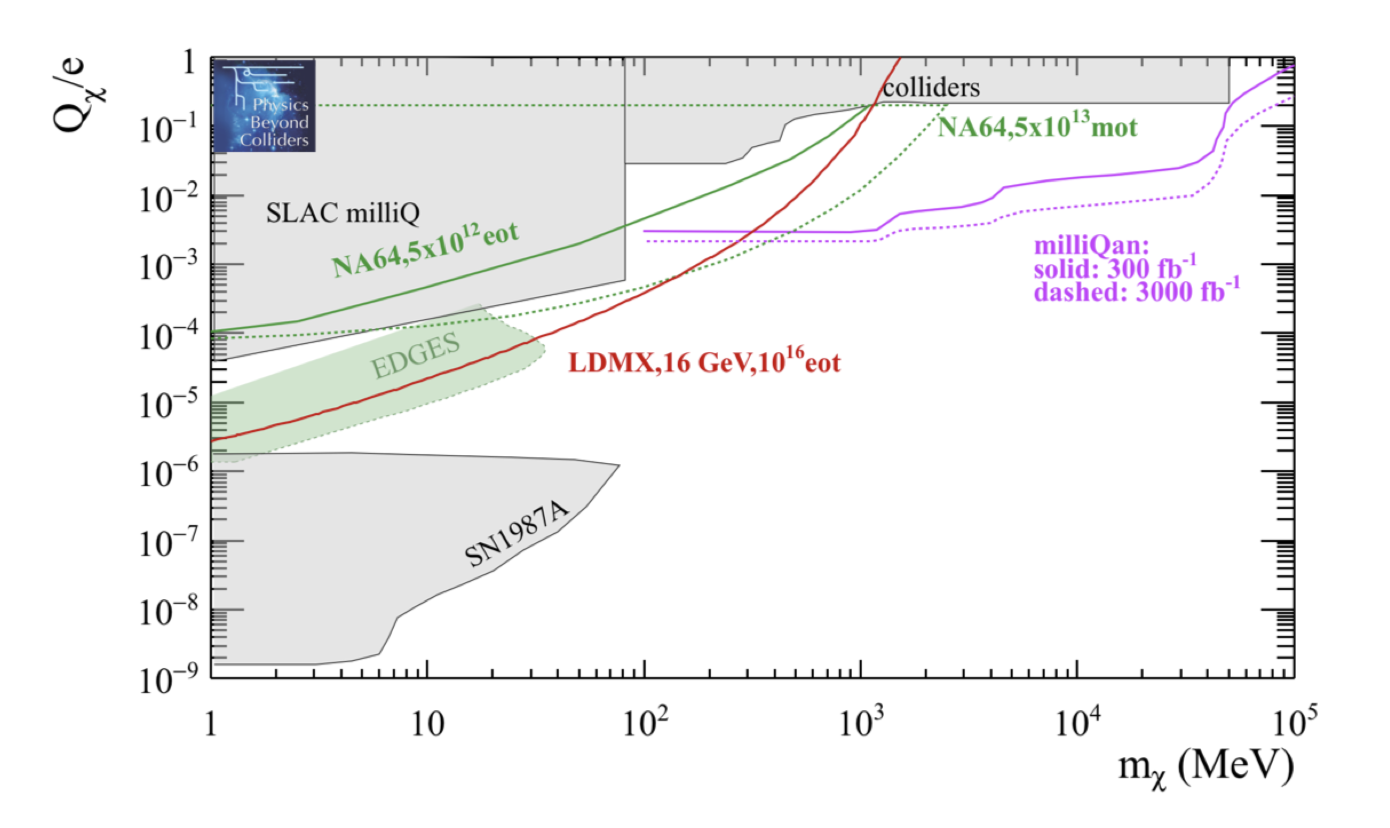 Qχ/e
1
10⁻¹
10⁻²
10⁻³
10⁻⁴
10⁻⁵
10⁻⁶
10⁻⁷
10⁻⁸
10⁻⁹
Physics
Beyond
Colliders
colliders
NA64,5x10¹³mot
SLAC milliQ
NA64,5x10¹²eot
milliQan:
solid: 300 fb⁻¹
dashed: 3000 fb⁻¹
EDGES
LDMX,16 GeV,10¹⁶eot
SN1987A
1 10 10² 10³ 10⁴ 10⁵
mχ (MeV)